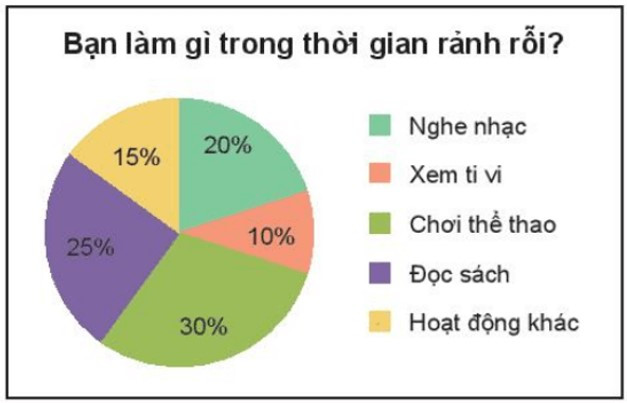 Bạn làm gì trong thời gian rảnh rỗi?
20%
10%
30%
25%
15%
Nghe nhạc
Xem ti vi
Chơi thể thao
Đọc sách
Hoạt động khác